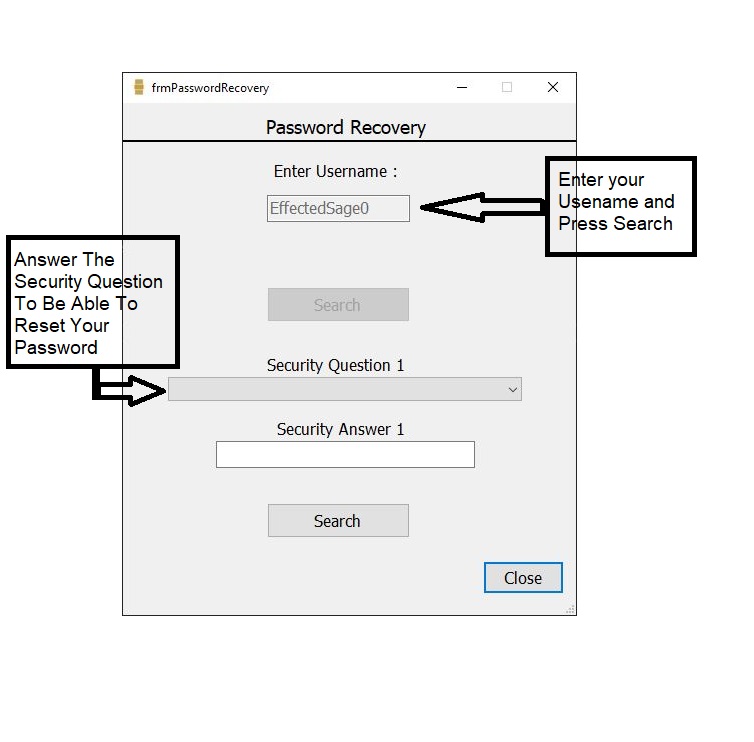 frmPasswordRecovery
Password Recovery
Enter Username :
EffectedSage0
Enter your
Usename and
Press Search
Answer The
Security Question
To Be Able To
Reset Your
Password
Search
Security Question 1
Security Answer 1
Search
Close